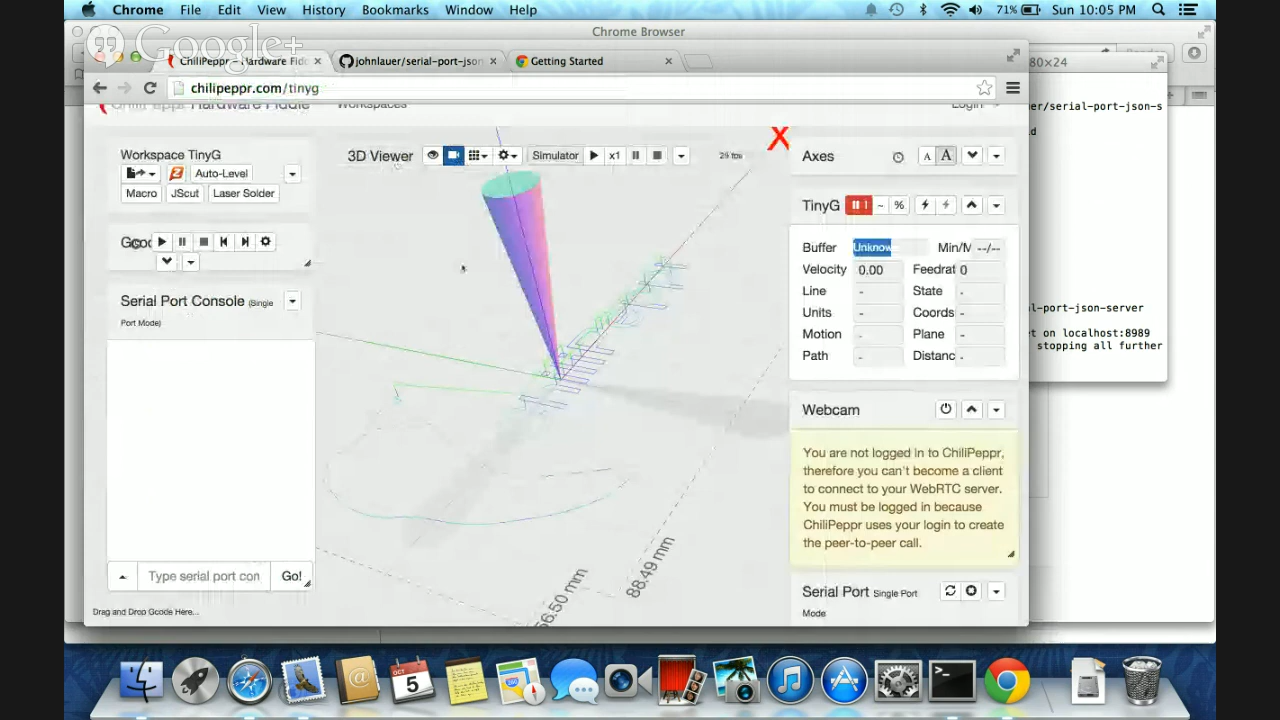 Chrome File Edit View History Bookmarks Window Help 71% Sun 10:05 PM
Chrome Browser
Google+
ChiliPeppr - Hardware Fidd
johnlauer/serial-port-json
Getting Started
80×24
chilipeppr.com/tinyg
Hardware Fiddle Workspaces Login
er/serial-port-json-s
Workspace TinyG
Auto-Level
Macro JScut Laser Solder
3D Viewer Simulator x1
X
Axes A A
TinyG ~ %
Buffer Unknow Min/M --/--
Velocity 0.00 Feedrat 0
Line - State -
Units - Coords -
Motion - Plane -
Path - Distanc -
Serial Port Console (Single
Port Mode)
Type serial port con Go!
Drag and Drop Gcode Here...
56.50 mm
88.49 mm
l-port-json-server
et on localhost:8989
stopping all further
Webcam
You are not logged in to ChiliPeppr,
therefore you can't become a client
to connect to your WebRTC server.
You must be logged in because
ChiliPeppr uses your login to create
the peer-to-peer call.
Serial Port Single Port
Mode
OCT
5